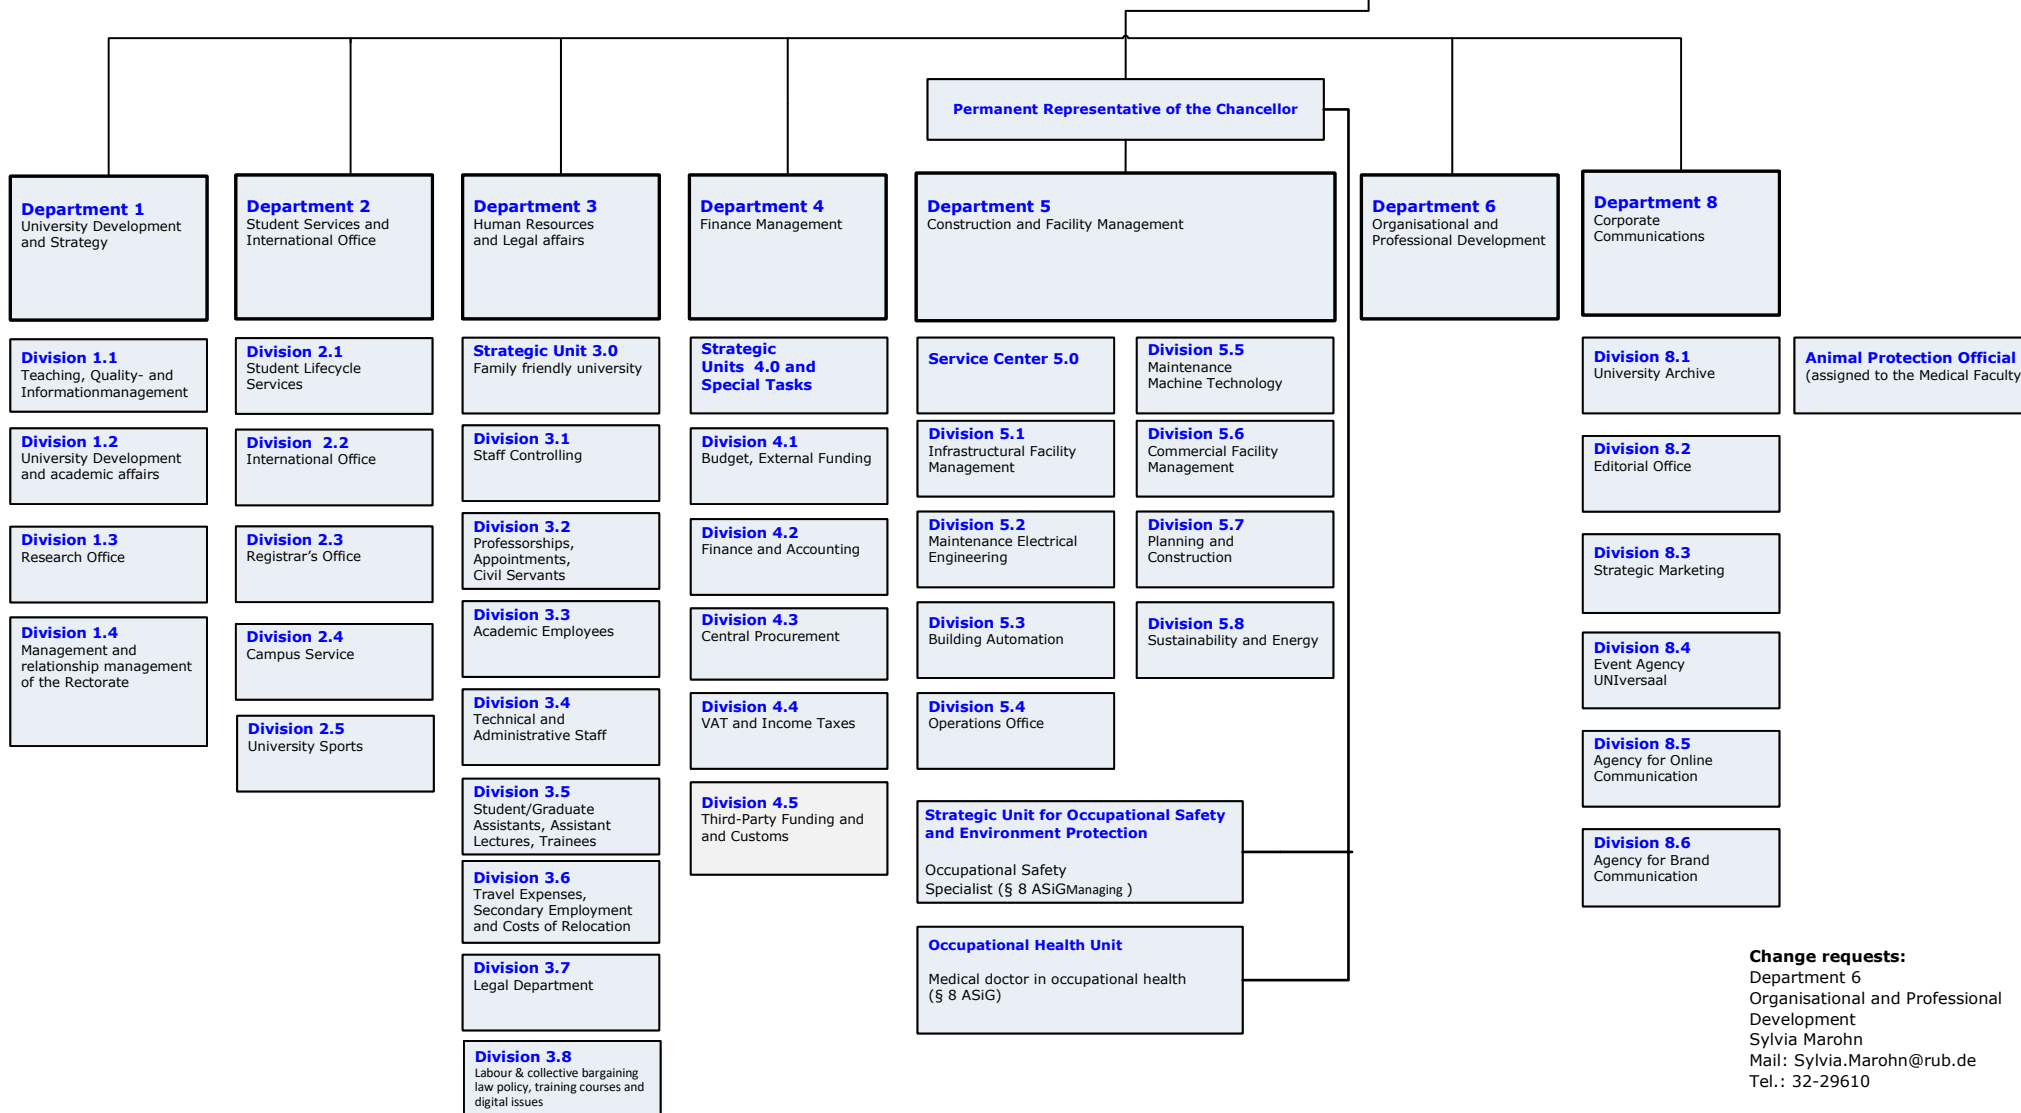 Permanent Representative of the Chancellor
Department 1
University Development
and Strategy
Department 2
Student Services and
International Office
Department 3
Human Resources
and Legal affairs
Department 4
Finance Management
Department 5
Construction and Facility Management
Department 6
Organisational and
Professional Development
Department 8
Corporate
Communications
Division 1.1
Teaching, Quality- and
Informationmanagement
Division 1.2
University Development
and academic affairs
Division 1.3
Research Office
Division 1.4
Management and
relationship management
of the Rectorate
Division 2.1
Student Lifecycle
Services
Division 2.2
International Office
Division 2.3
Registrar's Office
Division 2.4
Campus Service
Division 2.5
University Sports
Strategic Unit 3.0
Family friendly university
Division 3.1
Staff Controlling
Division 3.2
Professorships,
Appointments,
Civil Servants
Division 3.3
Academic Employees
Division 3.4
Technical and
Administrative Staff
Division 3.5
Student/Graduate
Assistants, Assistant
Lectures, Trainees
Division 3.6
Travel Expenses,
Secondary Employment
and Costs of Relocation
Division 3.7
Legal Department
Division 3.8
Labour & collective bargaining
law policy, training courses and
digital issues
Strategic
Units 4.0 and
Special Tasks
Division 4.1
Budget, External Funding
Division 4.2
Finance and Accounting
Division 4.3
Central Procurement
Division 4.4
VAT and Income Taxes
Division 4.5
Third-Party Funding and
and Customs
Service Center 5.0
Division 5.1
Infrastructural Facility
Management
Division 5.2
Maintenance Electrical
Engineering
Division 5.3
Building Automation
Division 5.4
Operations Office
Division 5.5
Maintenance
Machine Technology
Division 5.6
Commercial Facility
Management
Division 5.7
Planning and
Construction
Division 5.8
Sustainability and Energy
Strategic Unit for Occupational Safety
and Environment Protection
Occupational Safety
Specialist (§ 8 ASiGManaging )
Occupational Health Unit
Medical doctor in occupational health
(§ 8 ASiG)
Division 8.1
University Archive
Division 8.2
Editorial Office
Division 8.3
Strategic Marketing
Division 8.4
Event Agency
UNIversaal
Division 8.5
Agency for Online
Communication
Division 8.6
Agency for Brand
Communication
Animal Protection Official
(assigned to the Medical Faculty
Change requests:
Department 6
Organisational and Professional
Development
Sylvia Marohn
Mail: Sylvia.Marohn@rub.de
Tel.: 32-29610